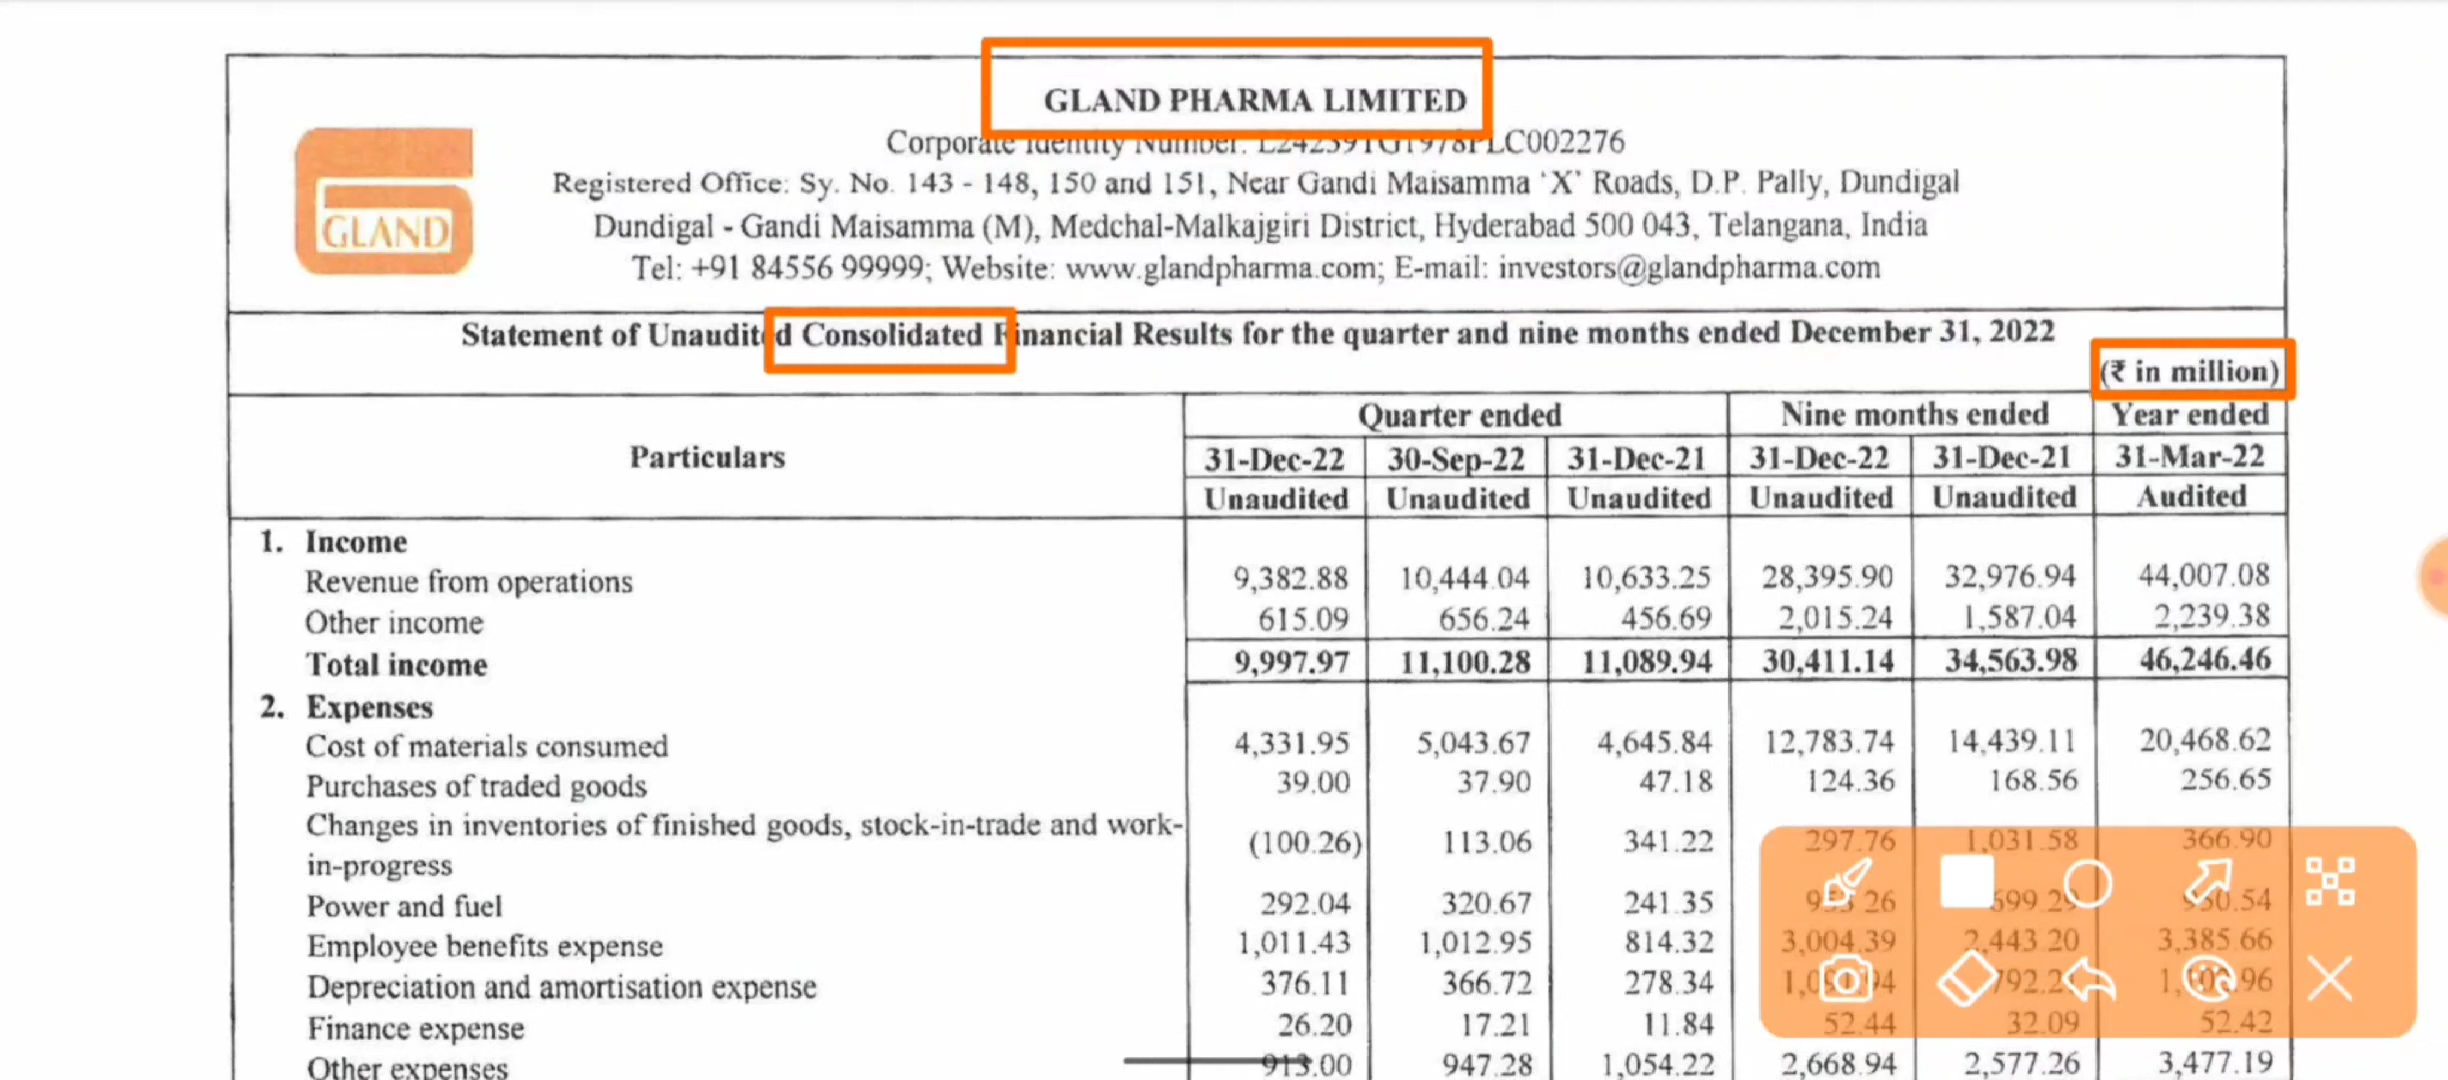 GLAND PHARMA LIMITED
Corporate Identity Number: LC002276
GLAND
Registered Office: Sy. No. 143 - 148, 150 and 151, Near Gandi Maisamma 'X' Roads, D.P. Pally, Dundigal
Dundigal - Gandi Maisamma (M), Medchal-Malkajgiri District, Hyderabad 500 043, Telangana, India
Tel: +91 84556 99999; Website: www.glandpharma.com; E-mail: investors@glandpharma.com
Statement of Unaudited Consolidated Financial Results for the quarter and nine months ended December 31, 2022
(₹ in million)
Particulars Quarter ended Nine months ended Year ended
31-Dec-22 30-Sep-22 31-Dec-21 31-Dec-22 31-Dec-21 31-Mar-22
Unaudited Unaudited Unaudited Unaudited Unaudited Audited
1. Income
Revenue from operations 9,382.88 10,444.04 10,633.25 28,395.90 32,976.94 44,007.08
Other income 615.09 656.24 456.69 2,015.24 1,587.04 2,239.38
Total income 9,997.97 11,100.28 11,089.94 30,411.14 34,563.98 46,246.46
2. Expenses
Cost of materials consumed 4,331.95 5,043.67 4,645.84 12,783.74 14,439.11 20,468.62
Purchases of traded goods 39.00 37.90 47.18 124.36 168.56 256.65
Changes in inventories of finished goods, stock-in-trade and work-
in-progress (100.26) 113.06 341.22 297.76 1,031.58 366.90
Power and fuel 292.04 320.67 241.35
Employee benefits expense 1,011.43 1,012.95 814.32 3,004.39 2,443.20 3,385.66
Depreciation and amortisation expense 376.11 366.72 278.34
Finance expense 26.20 17.21 11.84 52.44 32.09 52.42
Other expenses 913.00 947.28 1,054.22 2,668.94 2,577.26 3,477.19